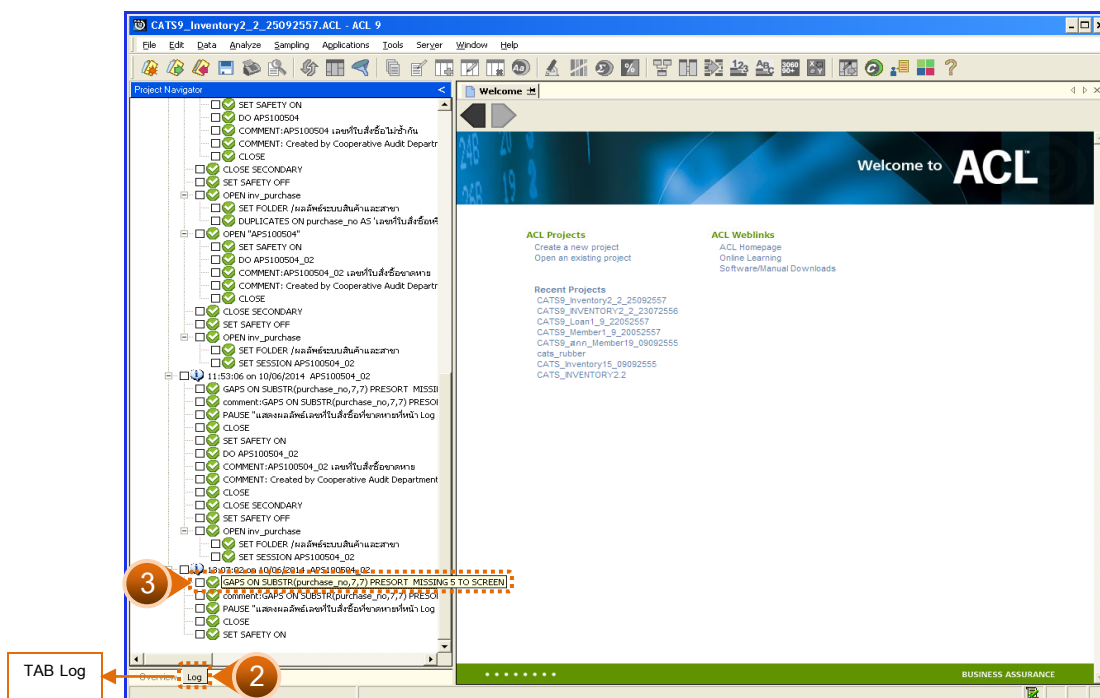 CATS9_Inventory2_2_25092557.ACL - ACL 9
File Edit Data Analyze Sampling Applications Tools Server Window Help
Project Navigator <
Welcome
SET SAFETY ON
DO APS100504
COMMENT:APS100504 เลขที่ใบสั่งซื้อไม่ซ้ำกัน
COMMENT: Created by Cooperative Audit Departr
CLOSE
CLOSE SECONDARY
SET SAFETY OFF
OPEN inv_purchase
SET FOLDER /ผลลัพธ์ระบบสินค้าและสาขา
DUPLICATES ON purchase_no AS 'เลขที่ใบสั่งซื้อ
OPEN "APS100504"
SET SAFETY ON
DO APS100504_02
COMMENT:APS100504_02 เลขที่ใบสั่งซื้อขาดหาย
COMMENT: Created by Cooperative Audit Departr
CLOSE
CLOSE SECONDARY
SET SAFETY OFF
OPEN inv_purchase
SET FOLDER /ผลลัพธ์ระบบสินค้าและสาขา
SET SESSION APS100504_02
11:53:06 on 10/06/2014 APS100504_02
GAPS ON SUBSTR(purchase_no,7,7) PRESORT MISSI
comment:GAPS ON SUBSTR(purchase_no,7,7) PRESOI
PAUSE "แสดงผลลัพธ์เลขที่ใบสั่งซื้อที่ขาดหายที่หน้า Log
CLOSE
SET SAFETY ON
DO APS100504_02
COMMENT:APS100504_02 เลขที่ใบสั่งซื้อขาดหาย
COMMENT: Created by Cooperative Audit Department
CLOSE
CLOSE SECONDARY
SET SAFETY OFF
OPEN inv_purchase
SET FOLDER /ผลลัพธ์ระบบสินค้าและสาขา
SET SESSION APS100504_02
13:07:02 on 10/06/2014 APS100504_02
3
GAPS ON SUBSTR(purchase_no,7,7) PRESORT MISSING 5 TO SCREEN
comment:GAPS ON SUBSTR(purchase_no,7,7) PRESOI
PAUSE "แสดงผลลัพธ์เลขที่ใบสั่งซื้อที่ขาดหายที่หน้า Log
CLOSE
SET SAFETY ON
Overview Log
2
TAB Log
Welcome to ACL
ACL Projects
Create a new project
Open an existing project
ACL Weblinks
ACL Homepage
Online Learning
Software/Manual Downloads
Recent Projects
CATS9_Inventory2_2_25092557
CATS9_INVENTORY2_2_23072556
CATS9_Loan1_9_22052557
CATS9_Member1_9_20052557
CATS9_สกก_Member19_09092555
cats_rubber
CATS_Inventory15_09092555
CATS_INVENTORY2.2
BUSINESS ASSURANCE